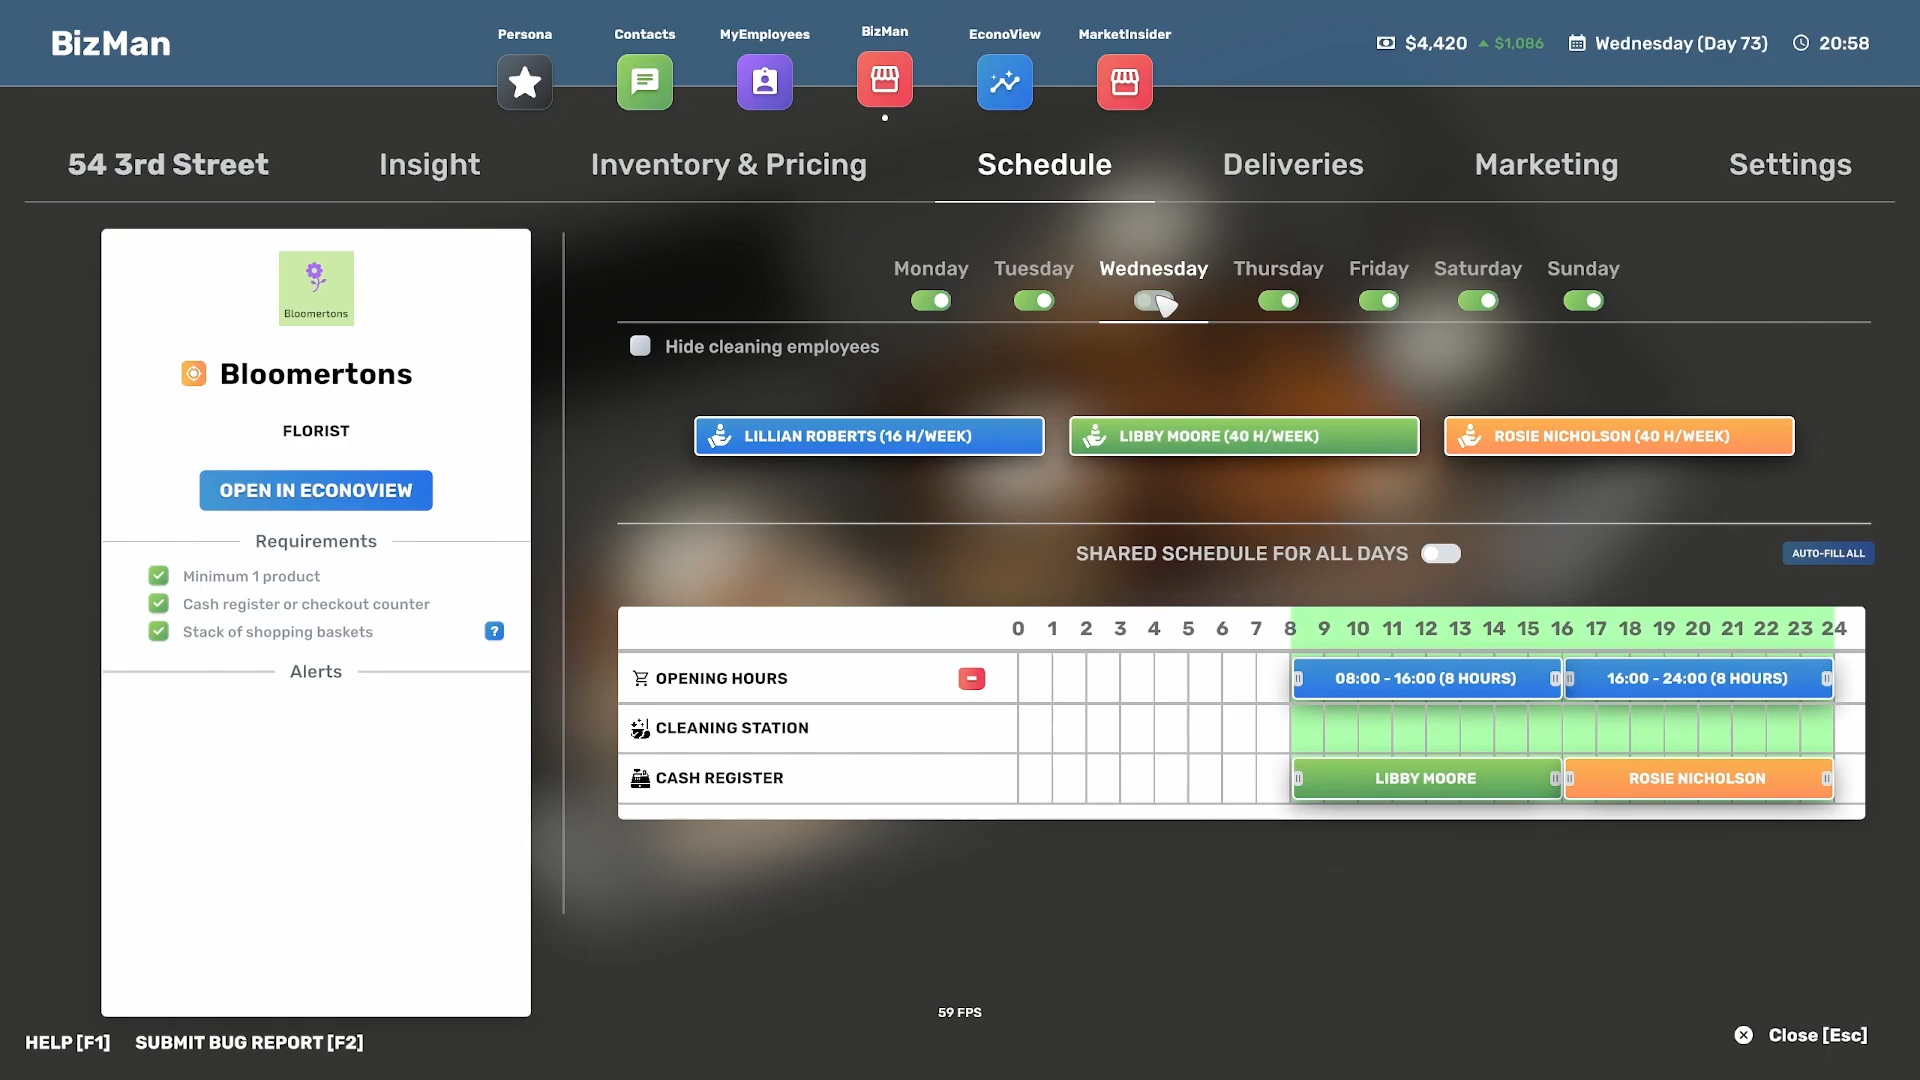 BizMan
Persona
Contacts
MyEmployees
BizMan
EconoView
MarketInsider
$4,420 $1,086 Wednesday (Day 73) 20:58
54 3rd Street
Insight
Inventory & Pricing
Schedule
Deliveries
Marketing
Settings
Bloomertons
Bloomertons
FLORIST
OPEN IN ECONOVIEW
Requirements
Minimum 1 product
Cash register or checkout counter
Stack of shopping baskets ?
Alerts
Monday Tuesday Wednesday Thursday Friday Saturday Sunday
Hide cleaning employees
LILLIAN ROBERTS (16 H/WEEK)
LIBBY MOORE (40 H/WEEK)
ROSIE NICHOLSON (40 H/WEEK)
SHARED SCHEDULE FOR ALL DAYS
AUTO-FILL ALL
0 1 2 3 4 5 6 7 8 9 10 11 12 13 14 15 16 17 18 19 20 21 22 23 24
OPENING HOURS
08:00 - 16:00 (8 HOURS)
16:00 - 24:00 (8 HOURS)
CLEANING STATION
CASH REGISTER
LIBBY MOORE
ROSIE NICHOLSON
59 FPS
HELP [F1] SUBMIT BUG REPORT [F2]
Close [Esc]